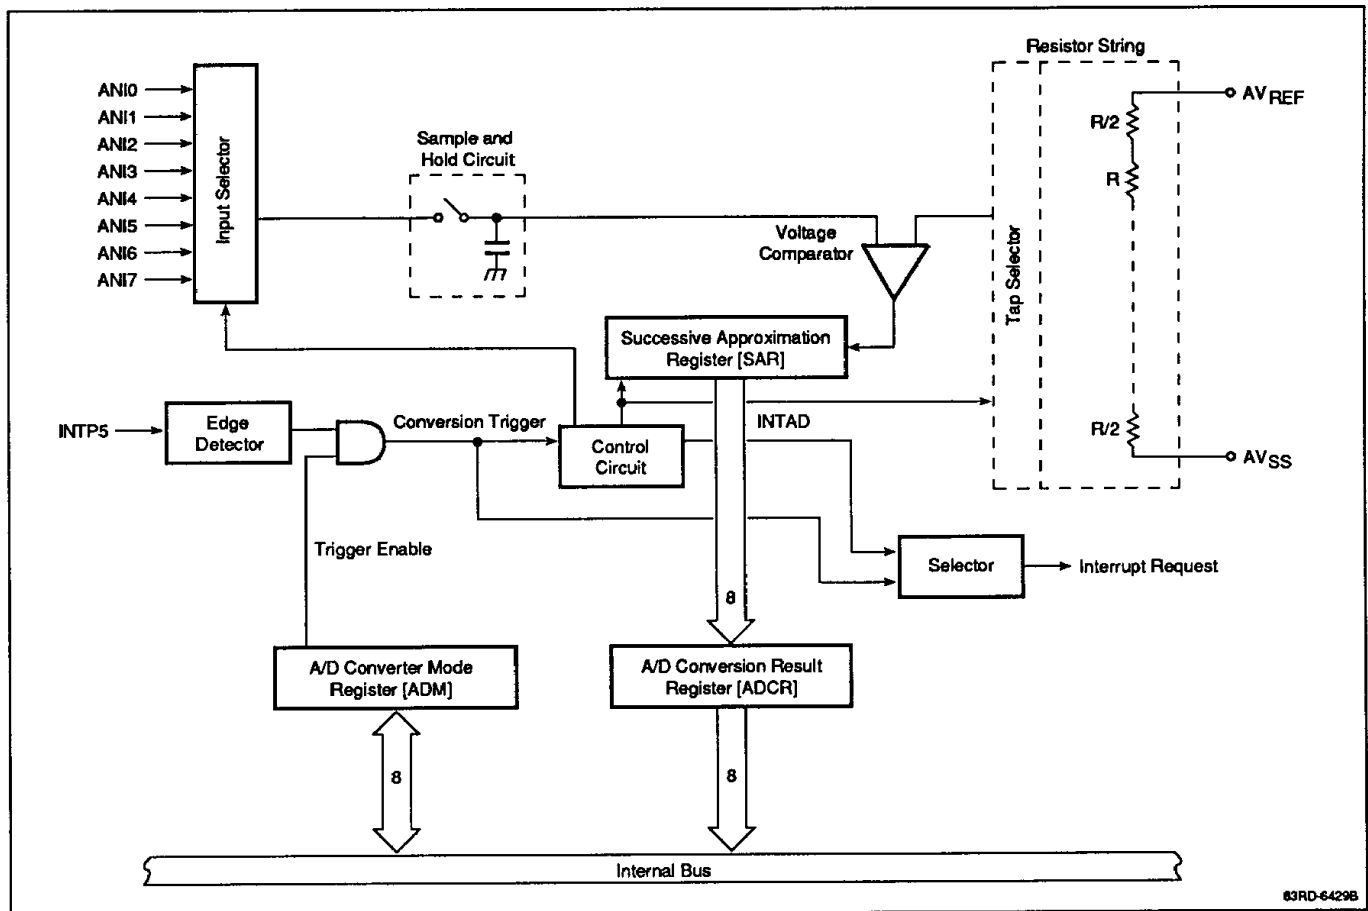 Resistor String
ANI0
ANI1
ANI2
ANI3
ANI4
ANI5
ANI6
ANI7
Input Selector
Sample and
Hold Circuit
Voltage
Comparator
Tap Selector
R/2
R
R/2
AVREF
AVSS
Successive Approximation
Register [SAR]
INTP5
Edge
Detector
Conversion Trigger
Control
Circuit
INTAD
Trigger Enable
Selector
Interrupt Request
8
A/D Converter Mode
Register [ADM]
A/D Conversion Result
Register [ADCR]
8
8
Internal Bus
83RD-6429B